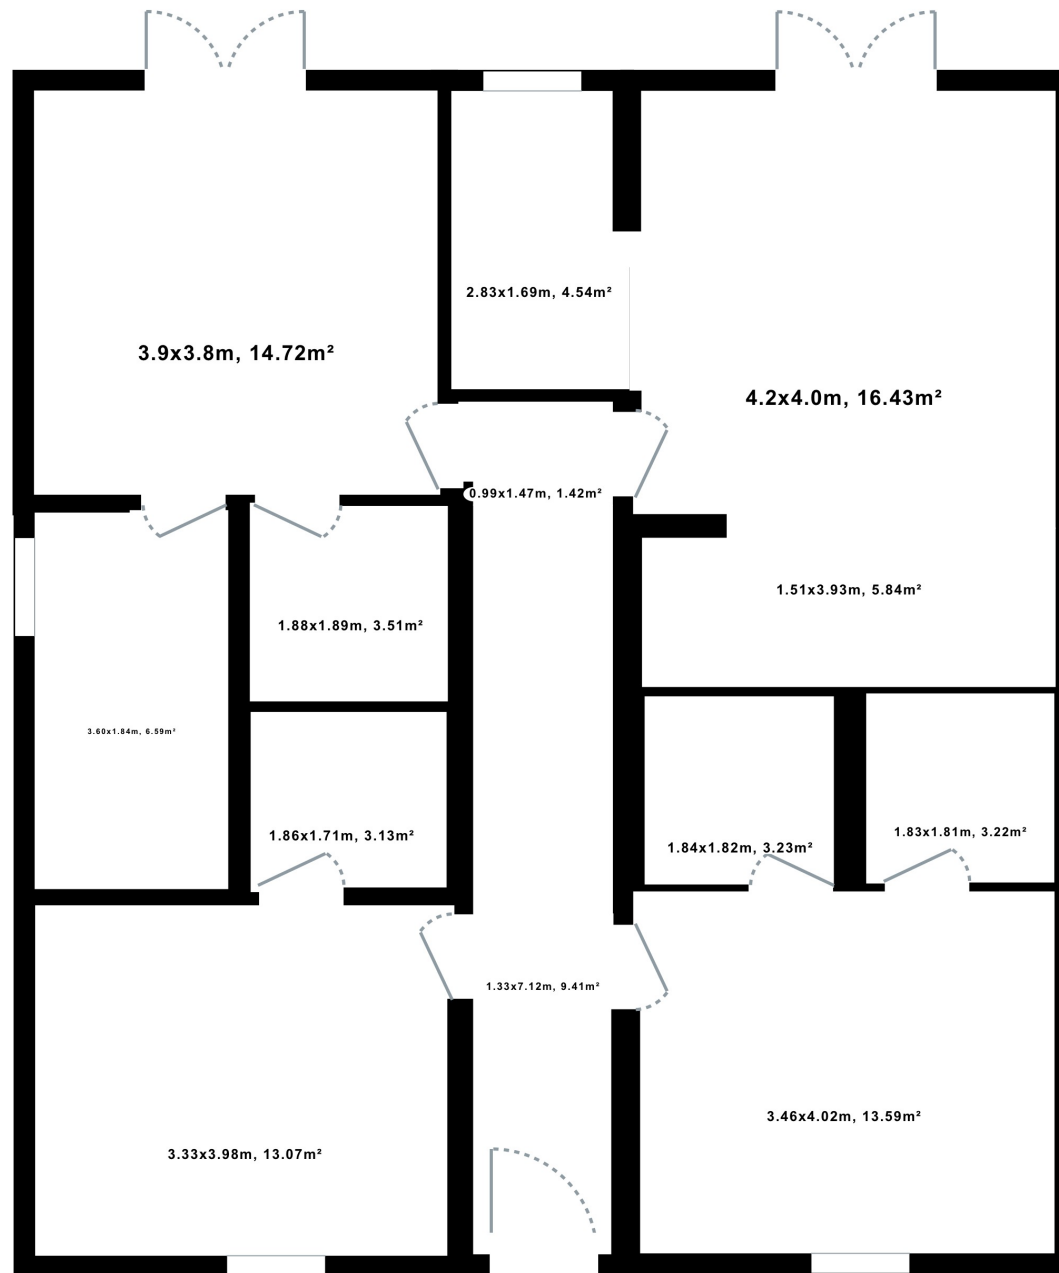 2.83x1.69m, 4.54m²
3.9x3.8m, 14.72m²
4.2x4.0m, 16.43m²
0.99x1.47m, 1.42m²
1.51x3.93m, 5.84m²
1.88x1.89m, 3.51m²
3.60x1.84m, 6.59m²
1.86x1.71m, 3.13m²
1.84x1.82m, 3.23m²
1.83x1.81m, 3.22m²
1.33x7.12m, 9.41m²
3.46x4.02m, 13.59m²
3.33x3.98m, 13.07m²